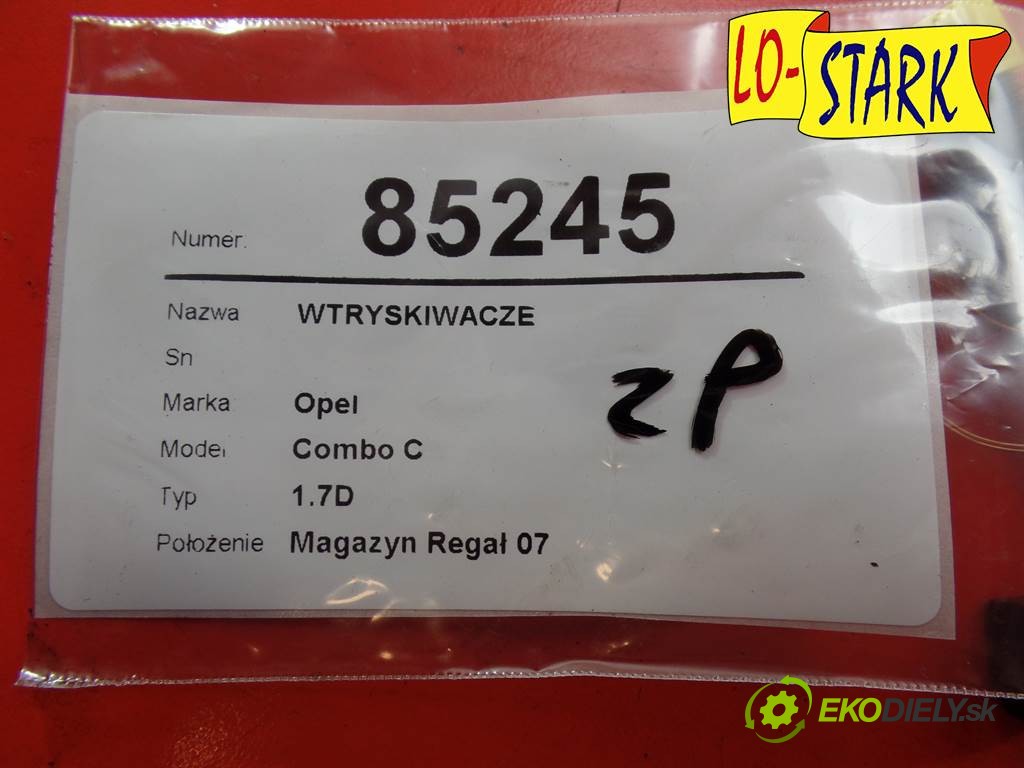 LO-STARK
Numer: 85245
Nazwa WTRYSKIWACZE
Sn
Marka Opel
Model Combo C
Typ 1.7D
Położenie Magazyn Regał 07
ZP
EKODIELY.sk